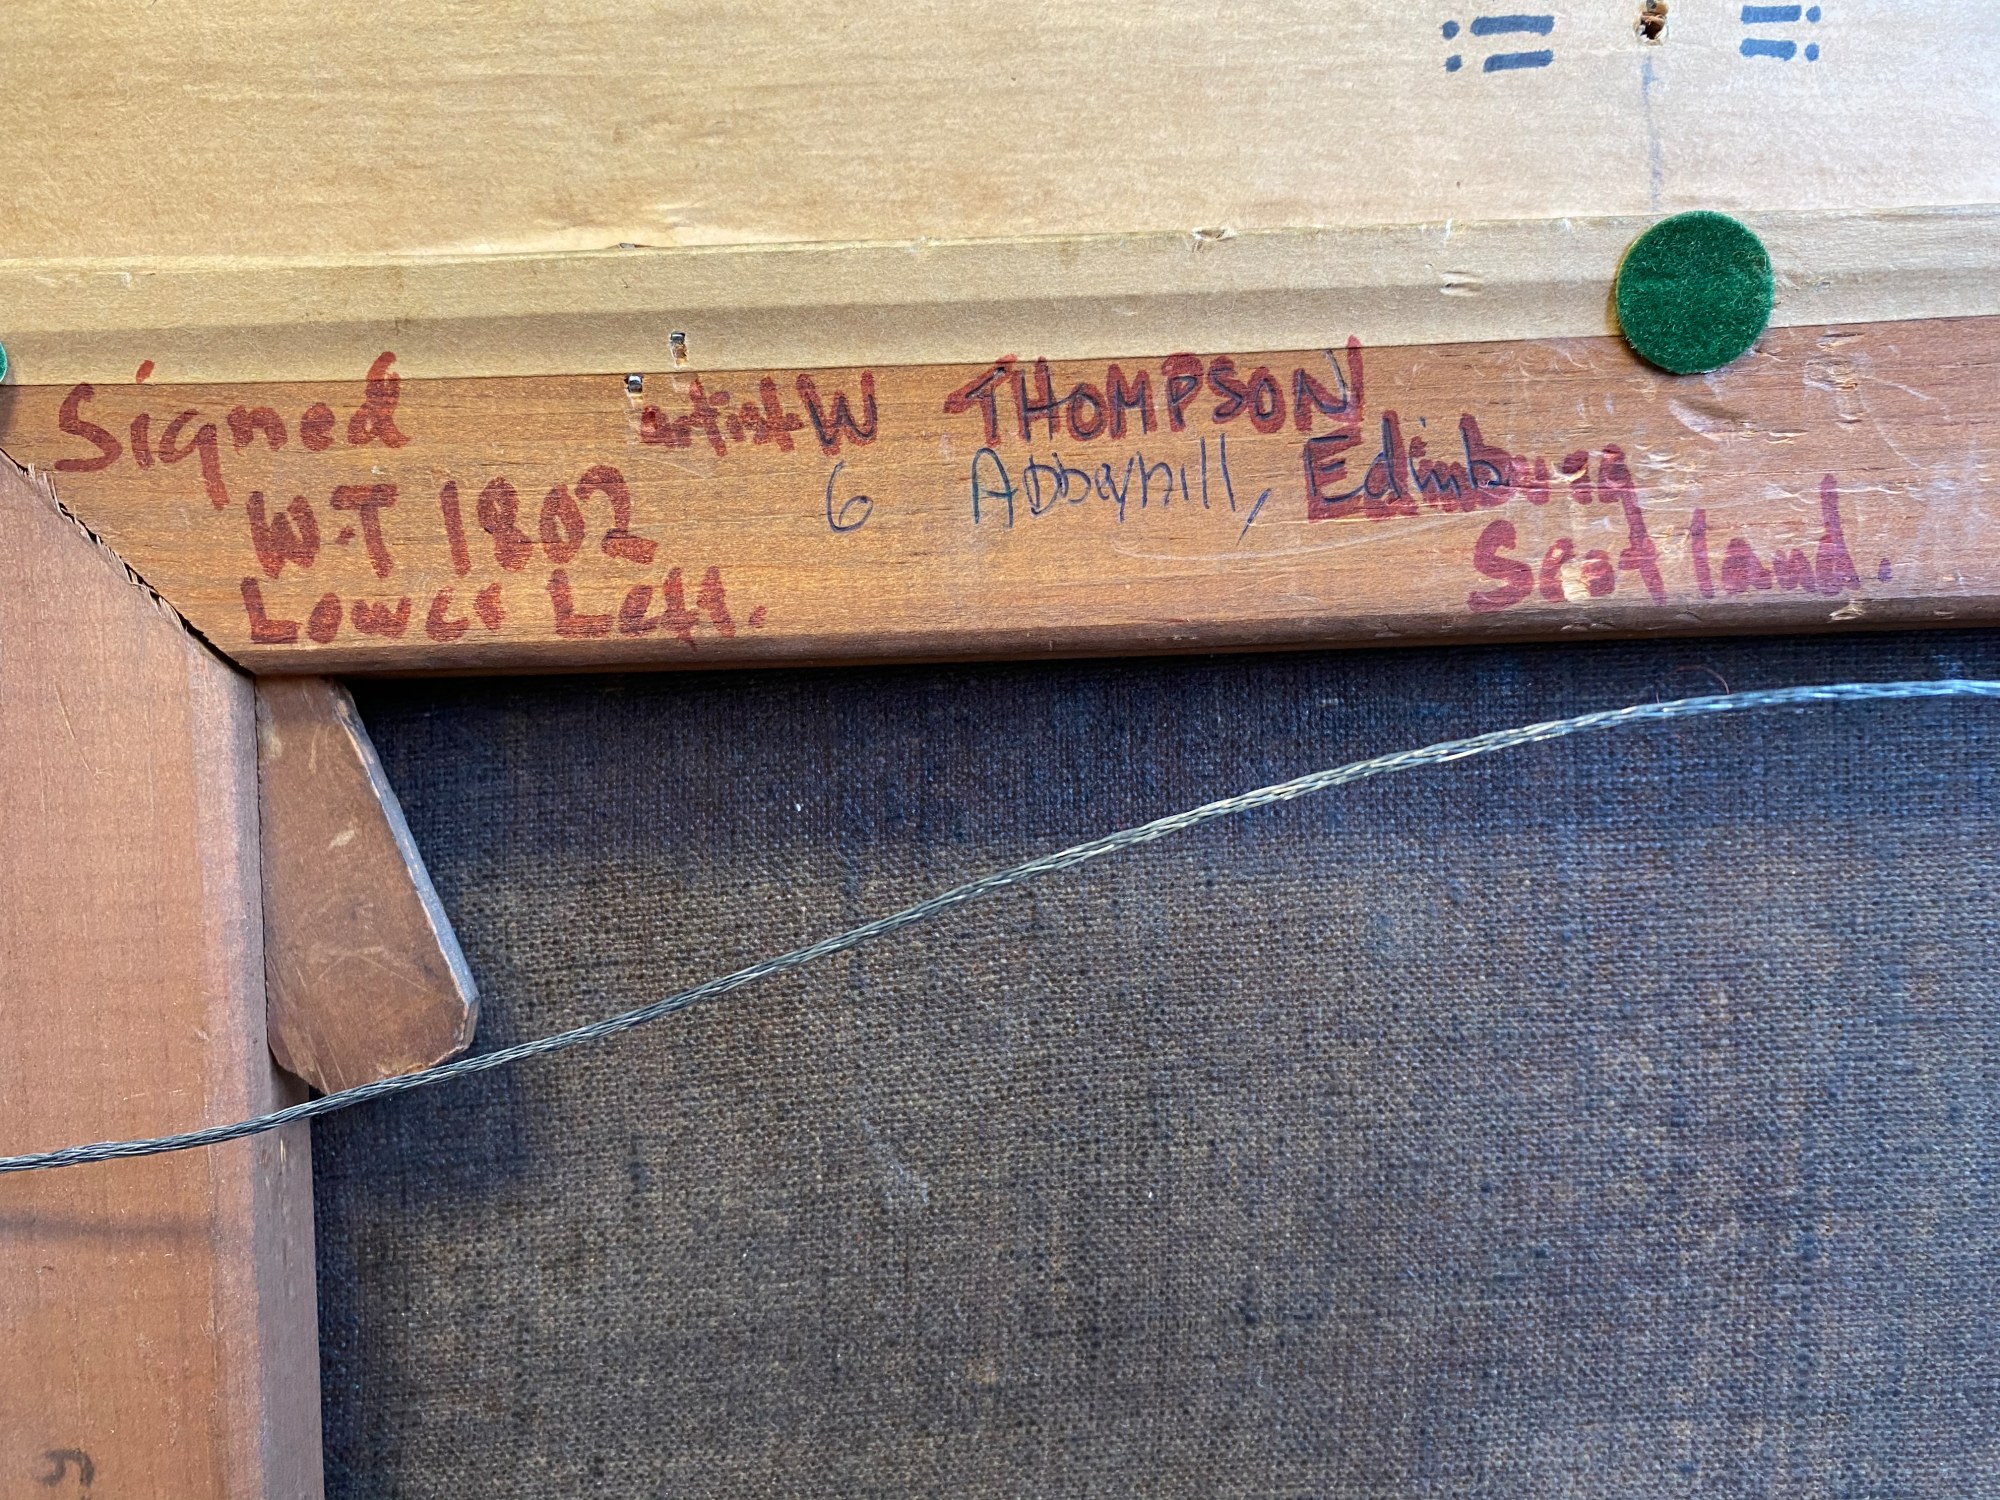 Signed artist W THOMPSON
W.T 1802 6 Abbeyhill, Edinburg
Lower Left. Scotland.